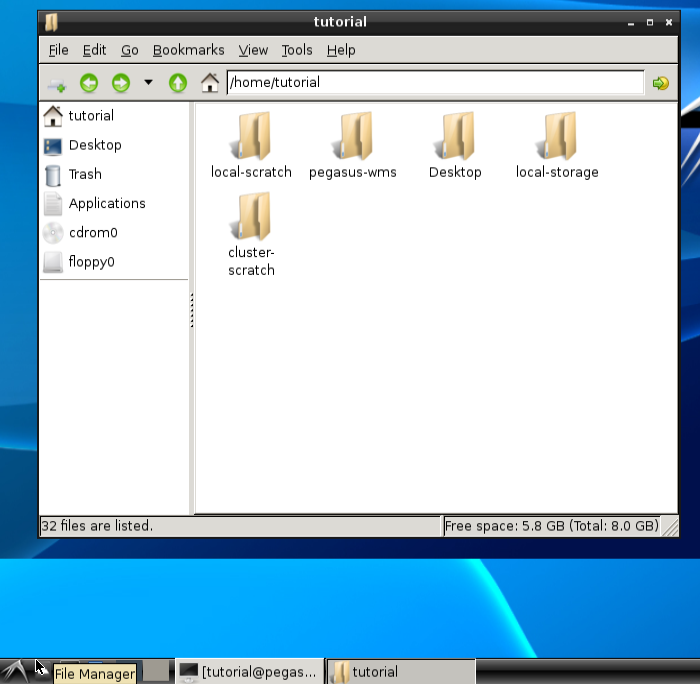 tutorial
File Edit Go Bookmarks View Tools Help
/home/tutorial
tutorial
Desktop
Trash
Applications
cdrom0
floppy0
local-scratch pegasus-wms Desktop local-storage
cluster-
scratch
32 files are listed.
Free space: 5.8 GB (Total: 8.0 GB)
File Manager
[tutorial@pegas...
tutorial